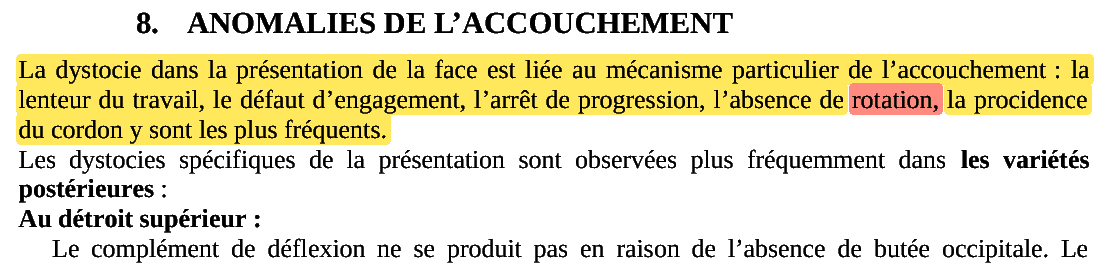 8. ANOMALIES DE L’ACCOUCHEMENT
La dystocie dans la présentation de la face est liée au mécanisme particulier de l’accouchement : la
lenteur du travail, le défaut d’engagement, l’arrêt de progression, l’absence de rotation, la procidence
du cordon y sont les plus fréquents.
Les dystocies spécifiques de la présentation sont observées plus fréquemment dans les variétés
postérieures :
Au détroit supérieur :
Le complément de déflexion ne se produit pas en raison de l’absence de butée occipitale. Le